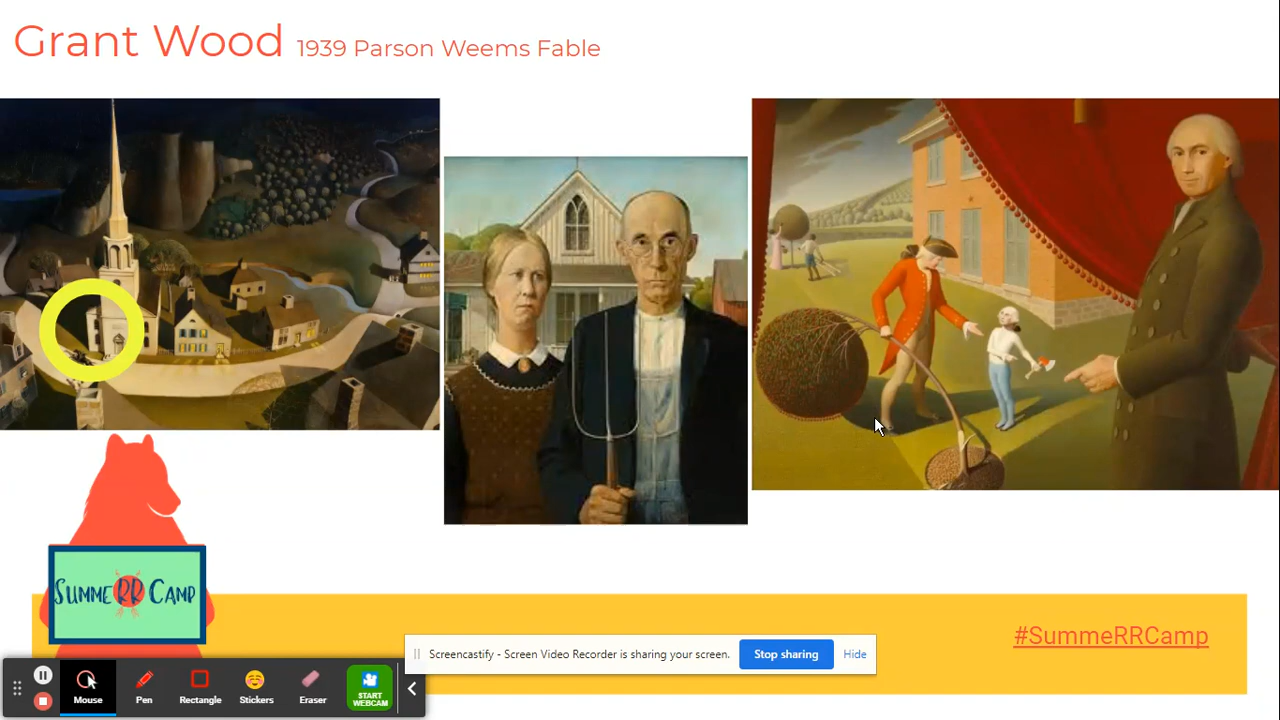 Grant Wood 1939 Parson Weems Fable
SummeRR Camp
#SummeRRCamp
Screencastify - Screen Video Recorder is sharing your screen. Stop sharing Hide
Mouse Pen Rectangle Stickers Eraser START
WEBCAM